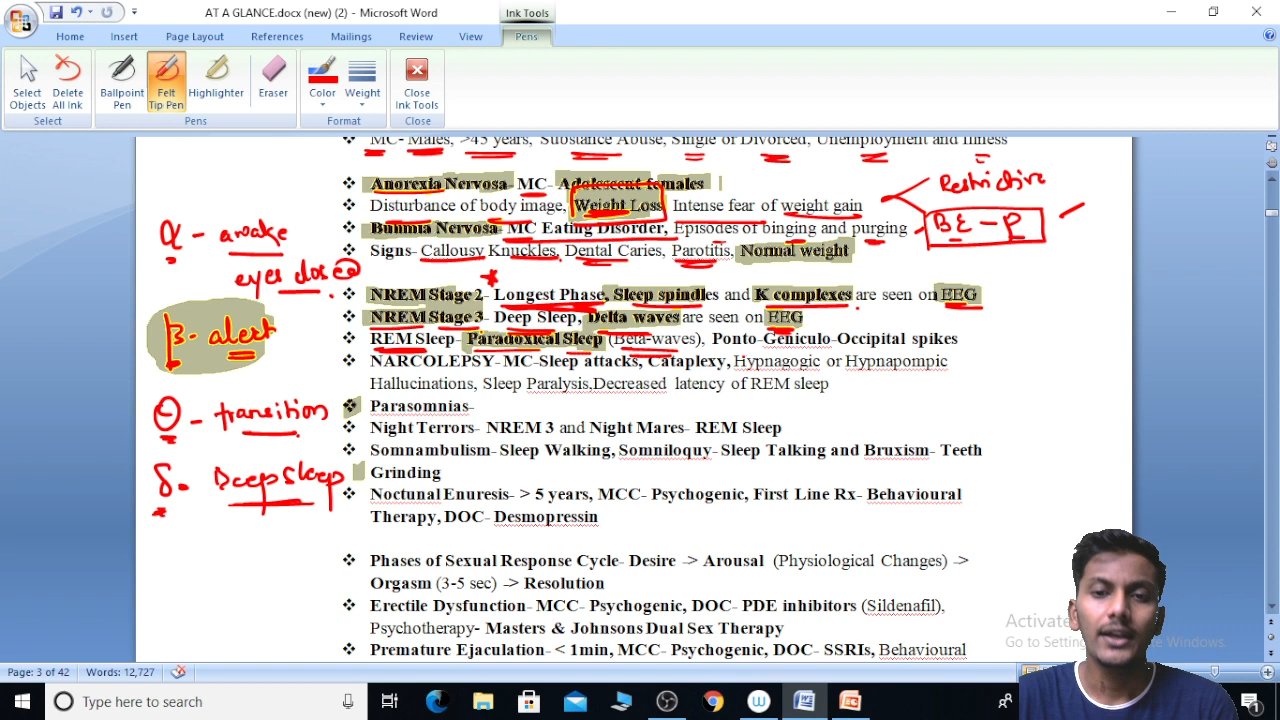 AT A GLANCE.docx (new) (2) - Microsoft Word
Ink Tools
Home Insert Page Layout References Mailings Review View Pens
Select Objects
Delete All Ink
Ballpoint Pen
Felt Tip Pen
Highlighter
Eraser
Color
Weight
Close Ink Tools
Select Pens Format Close
MC- Males, >45 years, Substance Abuse, Single or Divorced, Unemployment and Illness
Anorexia Nervosa- MC- Adolescent females
Disturbance of body image, Weight Loss Intense fear of weight gain
Bunmia Nervosa- MC Eating Disorder, Episodes of binging and purging
Signs- Callousy Knuckles, Dental Caries, Parotitis, Normal weight
Restrictive
BE - P
α - awake
eyes closed
β- alert
θ - transition
δ- Deep Sleep
NREM Stage 2- Longest Phase, Sleep spindles and K complexes are seen on EEG
NREM Stage 3- Deep Sleep, Delta waves are seen on EEG
REM Sleep- Paradoxical Sleep (Beta-waves), Ponto-Geniculo-Occipital spikes
NARCOLEPSY- MC-Sleep attacks, Cataplexy, Hypnagogic or Hypnapompic
Hallucinations, Sleep Paralysis,Decreased latency of REM sleep
Parasomnias-
Night Terrors- NREM 3 and Night Mares- REM Sleep
Somnambulism- Sleep Walking, Somniloquy- Sleep Talking and Bruxism- Teeth
Grinding
Noctunal Enuresis- > 5 years, MCC- Psychogenic, First Line Rx- Behavioural
Therapy, DOC- Desmopressin
Phases of Sexual Response Cycle- Desire -> Arousal (Physiological Changes) ->
Orgasm (3-5 sec) -> Resolution
Erectile Dysfunction- MCC- Psychogenic, DOC- PDE inhibitors (Sildenafil),
Psychotherapy- Masters & Johnsons Dual Sex Therapy
Premature Ejaculation- < 1min, MCC- Psychogenic, DOC- SSRIs, Behavioural
Activate
Go to Setting Windows.
Page: 3 of 42 Words: 12,727
Type here to search